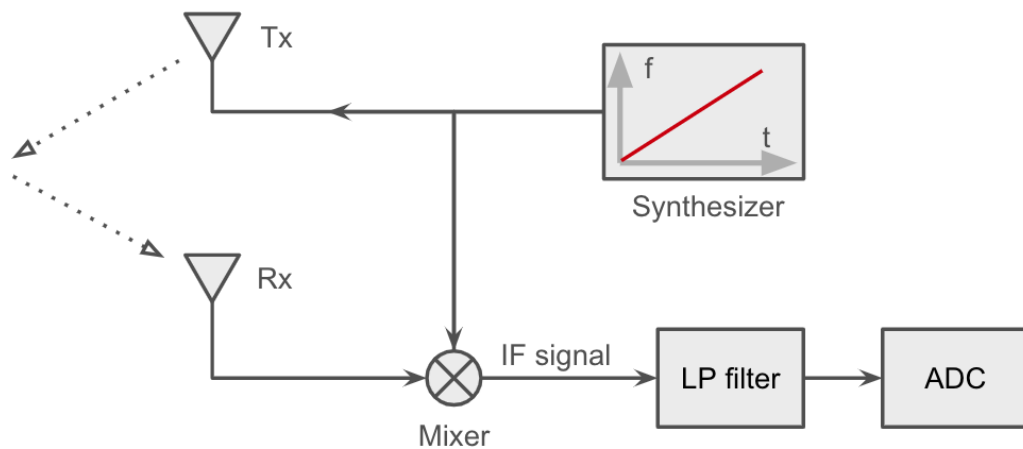 Tx
f
t
Synthesizer
Rx
IF signal
LP filter
ADC
Mixer